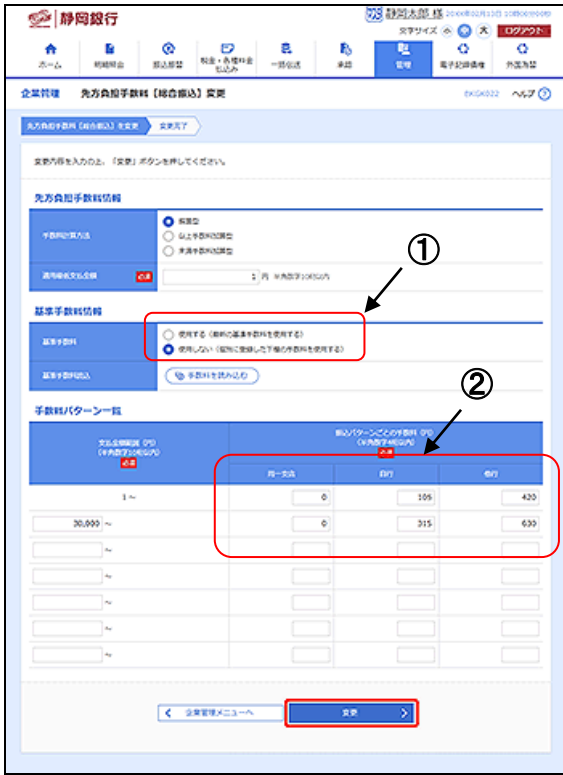 静岡銀行
静岡太郎 様
文字サイズ 小 中 大 ログアウト
ホーム 明細照会 振込振替 税金・各種料金払込み 一括伝送 承認 管理 電子記録債権 外国為替
企業管理 先方負担手数料【総合振込】変更 BKGK022 ヘルプ ?
先方負担手数料【総合振込】を変更 変更完了
変更内容を入力の上、「変更」ボタンを押してください。
先方負担手数料情報
手数料計算方法
据置型
以上手数料加算型
未満手数料加算型
①
適用最低支払金額 必須 1 円 半角数字10桁以内
基準手数料情報
基準手数料
使用する（最新の基準手数料を使用する）
使用しない（個別に登録した下欄の手数料を使用する）
基準手数料読込 手数料を読み込む
②
手数料パターン一覧
支払金額範囲（円）
（半角数字10桁以内）
必須
振込パターンごとの手数料（円）
（半角数字4桁以内）
必須
同一支店 自行 他行
1 ～ 0 105 420
30,000 ～ 0 315 630
～
～
～
～
～
企業管理メニューへ 変更